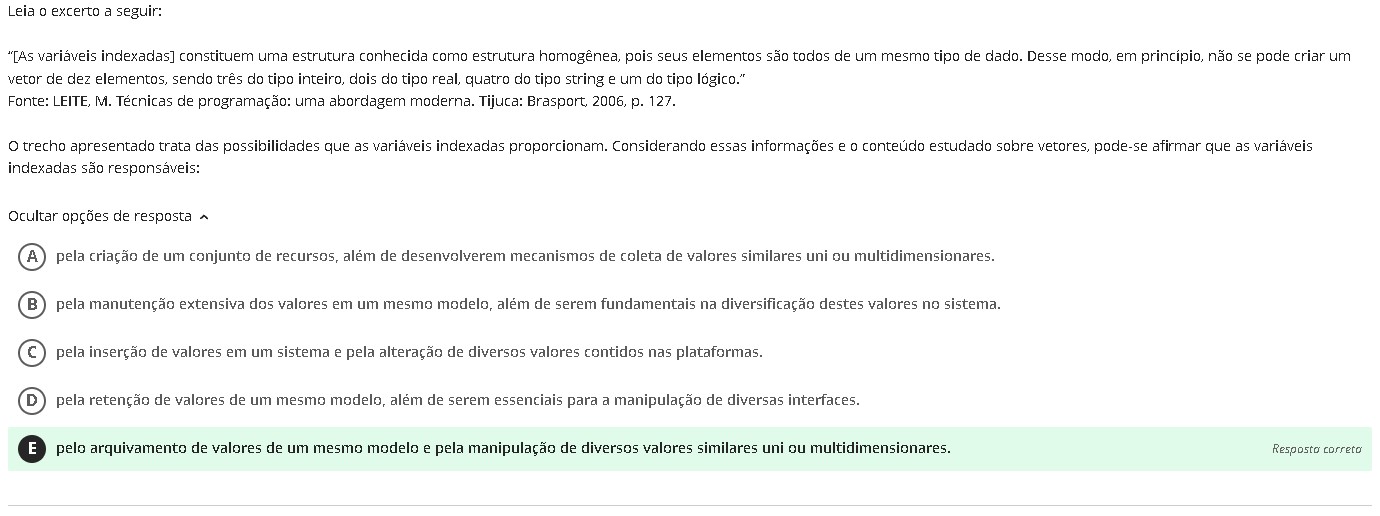 Leia o excerto a seguir:
“[As variáveis indexadas] constituem uma estrutura conhecida como estrutura homogênea, pois seus elementos são todos de um mesmo tipo de dado. Desse modo, em princípio, não se pode criar um
vetor de dez elementos, sendo três do tipo inteiro, dois do tipo real, quatro do tipo string e um do tipo lógico.”
Fonte: LEITE, M. Técnicas de programação: uma abordagem moderna. Tijuca: Brasport, 2006, p. 127.
O trecho apresentado trata das possibilidades que as variáveis indexadas proporcionam. Considerando essas informações e o conteúdo estudado sobre vetores, pode-se afirmar que as variáveis
indexadas são responsáveis:
Ocultar opções de resposta
A pela criação de um conjunto de recursos, além de desenvolverem mecanismos de coleta de valores similares uni ou multidimensionares.
B pela manutenção extensiva dos valores em um mesmo modelo, além de serem fundamentais na diversificação destes valores no sistema.
C pela inserção de valores em um sistema e pela alteração de diversos valores contidos nas plataformas.
D pela retenção de valores de um mesmo modelo, além de serem essenciais para a manipulação de diversas interfaces.
E pelo arquivamento de valores de um mesmo modelo e pela manipulação de diversos valores similares uni ou multidimensionares. Resposta correta